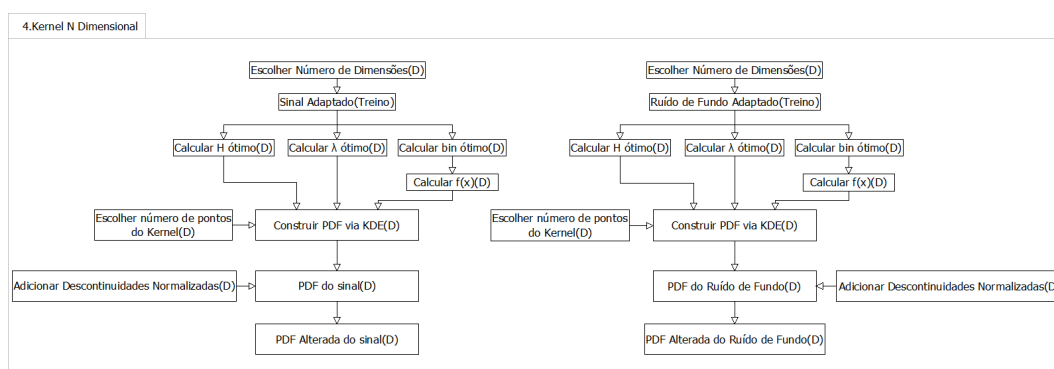 4.Kernel N Dimensional
Escolher Número de Dimensões(D)
Sinal Adaptado(Treino)
Calcular H ótimo(D)
Calcular λ ótimo(D)
Calcular bin ótimo(D)
Calcular f(x)(D)
Escolher número de pontos
do Kernel(D)
Construir PDF via KDE(D)
Adicionar Descontinuidades Normalizadas(D)
PDF do sinal(D)
PDF Alterada do sinal(D)
Escolher Número de Dimensões(D)
Ruído de Fundo Adaptado(Treino)
Calcular H ótimo(D)
Calcular λ ótimo(D)
Calcular bin ótimo(D)
Calcular f(x)(D)
Escolher número de pontos
do Kernel(D)
Construir PDF via KDE(D)
PDF do Ruído de Fundo(D)
Adicionar Descontinuidades Normalizadas(D
PDF Alterada do Ruído de Fundo(D)